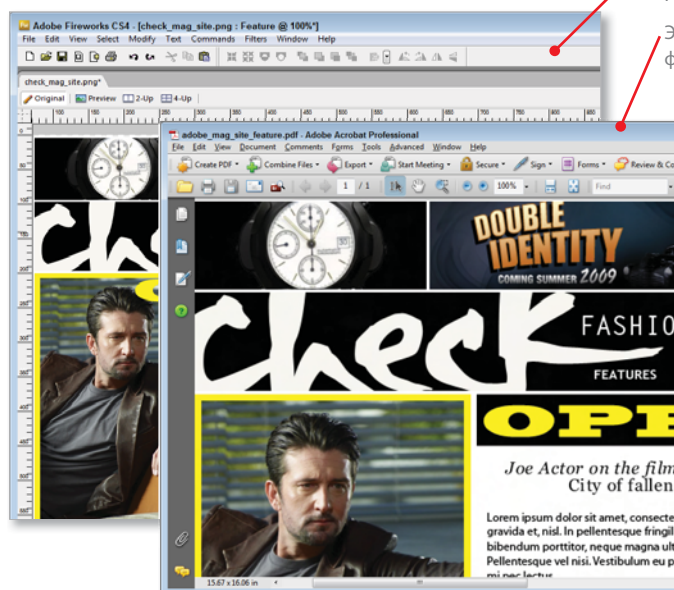 Э
ф
Adobe Fireworks CS4 - [check_mag_site.png : Feature @ 100%*]
File Edit View Select Modify Text Commands Filters Window Help
check_mag_site.png*
Original Preview 2-Up 4-Up
adobe_mag_site_feature.pdf - Adobe Acrobat Professional
File Edit View Document Comments Forms Tools Advanced Window Help
Create PDF Combine Files Export Start Meeting Secure Sign Forms Review & Co
1 / 1 100% Find
DOUBLE
IDENTITY
COMING SUMMER 2009
check FASHIO
FEATURES
OPE
Joe Actor on the film
City of fallen
Lorem ipsum dolor sit amet, consecte
gravida et, nisl. In pellentesque fringil
bibendum porttitor, neque magna ult
Pellentesque vel nisi. Vestibulum eu p
mi nec lectus
15.67 x 16.06 in